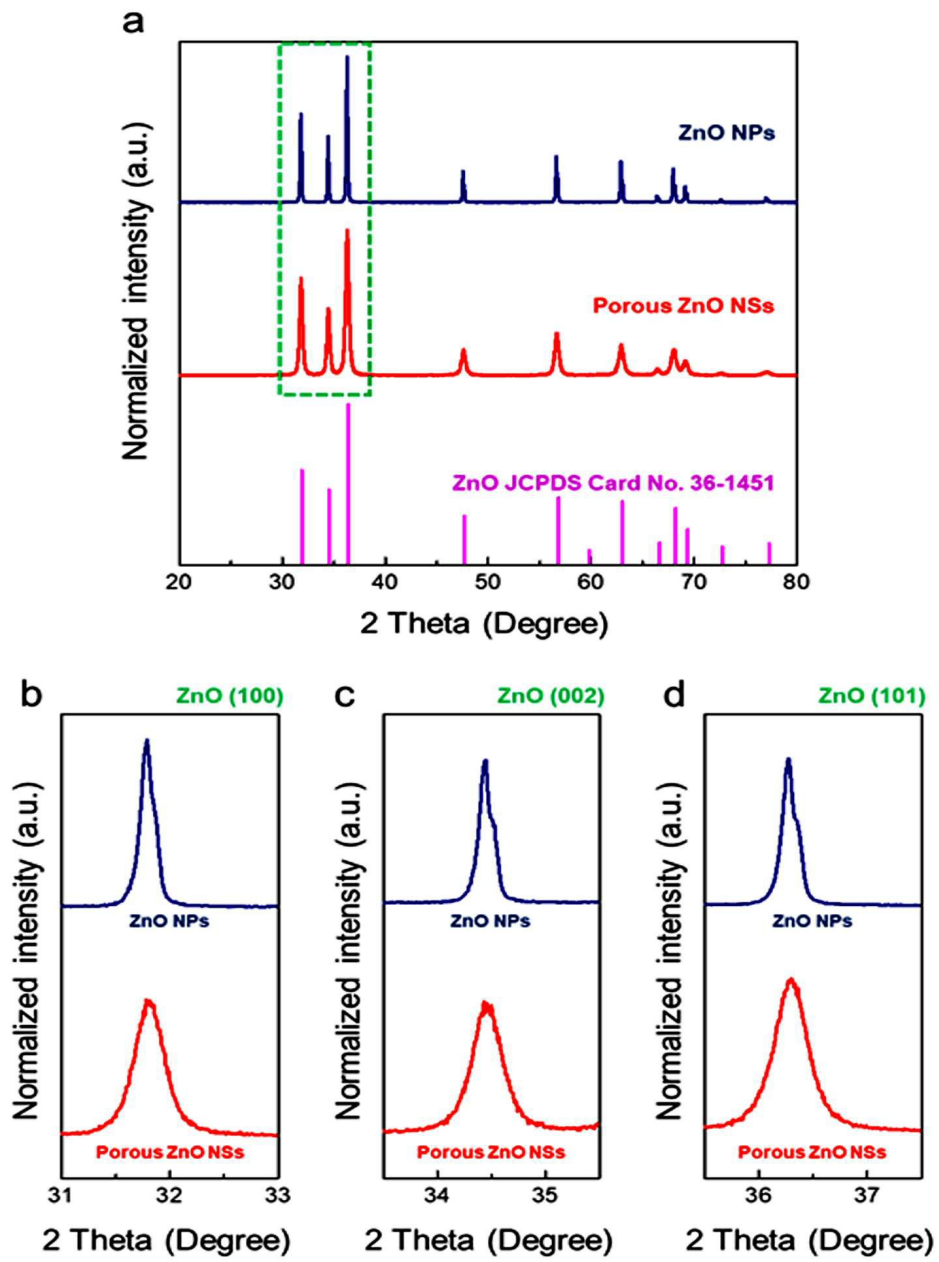 a
Normalized intensity (a.u.)
ZnO NPs
Porous ZnO NSs
ZnO JCPDS Card No. 36-1451
20 30 40 50 60 70 80
2 Theta (Degree)
b
ZnO (100)
Normalized intensity (a.u.)
ZnO NPs
Porous ZnO NSs
31 32 33
2 Theta (Degree)
c
ZnO (002)
Normalized intensity (a.u.)
ZnO NPs
Porous ZnO NSs
34 35
2 Theta (Degree)
d
ZnO (101)
Normalized intensity (a.u.)
ZnO NPs
Porous ZnO NSs
36 37
2 Theta (Degree)